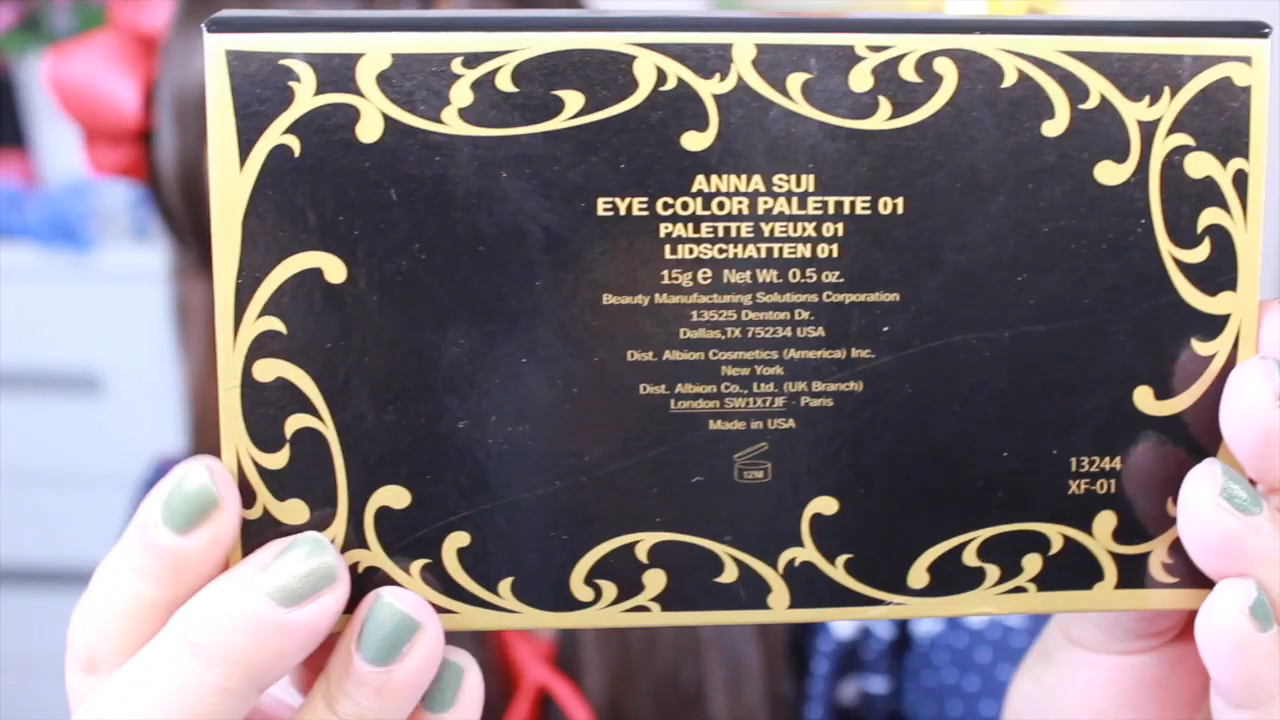 ANNA SUI
EYE COLOR PALETTE 01
PALETTE YEUX 01
LIDSCHATTEN 01
15g e Net Wt. 0.5 oz.
Beauty Manufacturing Solutions Corporation
13525 Denton Dr.
Dallas,TX 75234 USA
Dist. Albion Cosmetics (America) Inc.
New York
Dist. Albion Co., Ltd. (UK Branch)
London SW1X7JF - Paris
Made in USA
12M
13244
XF-01